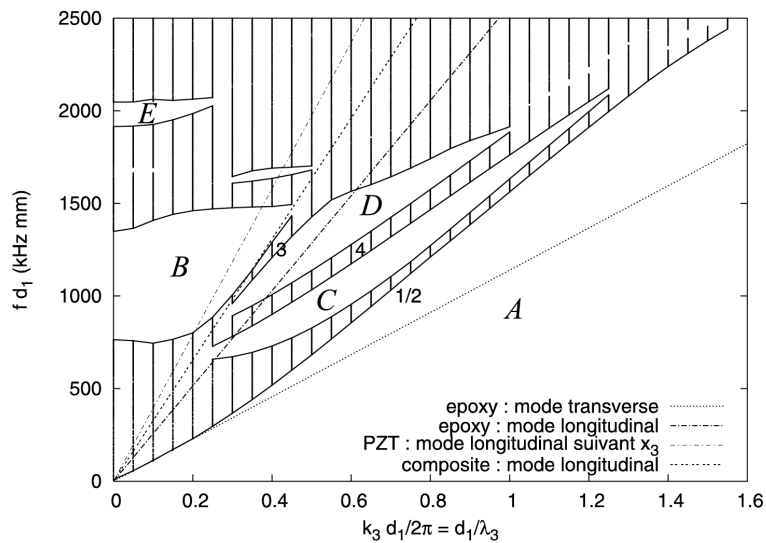 2500
2000
1500
1000
500
0
f d1 (kHz mm)
E
B
D
3
4
C
1/2
A
epoxy : mode transverse
epoxy : mode longitudinal
PZT : mode longitudinal suivant x3
composite : mode longitudinal
0 0.2 0.4 0.6 0.8 1 1.2 1.4 1.6
k3 d1/2π = d1/λ3